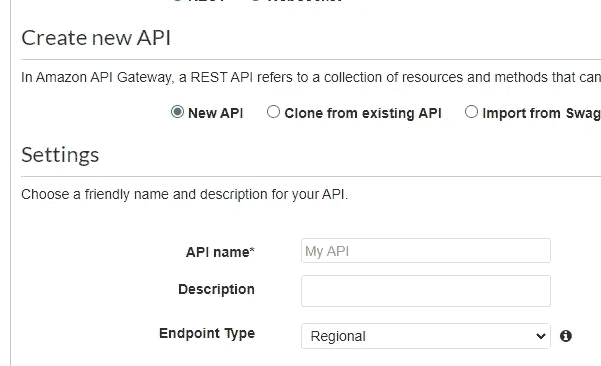 Create new API
In Amazon API Gateway, a REST API refers to a collection of resources and methods that can
New API Clone from existing API Import from Swag
Settings
Choose a friendly name and description for your API.
API name* My API
Description
Endpoint Type Regional